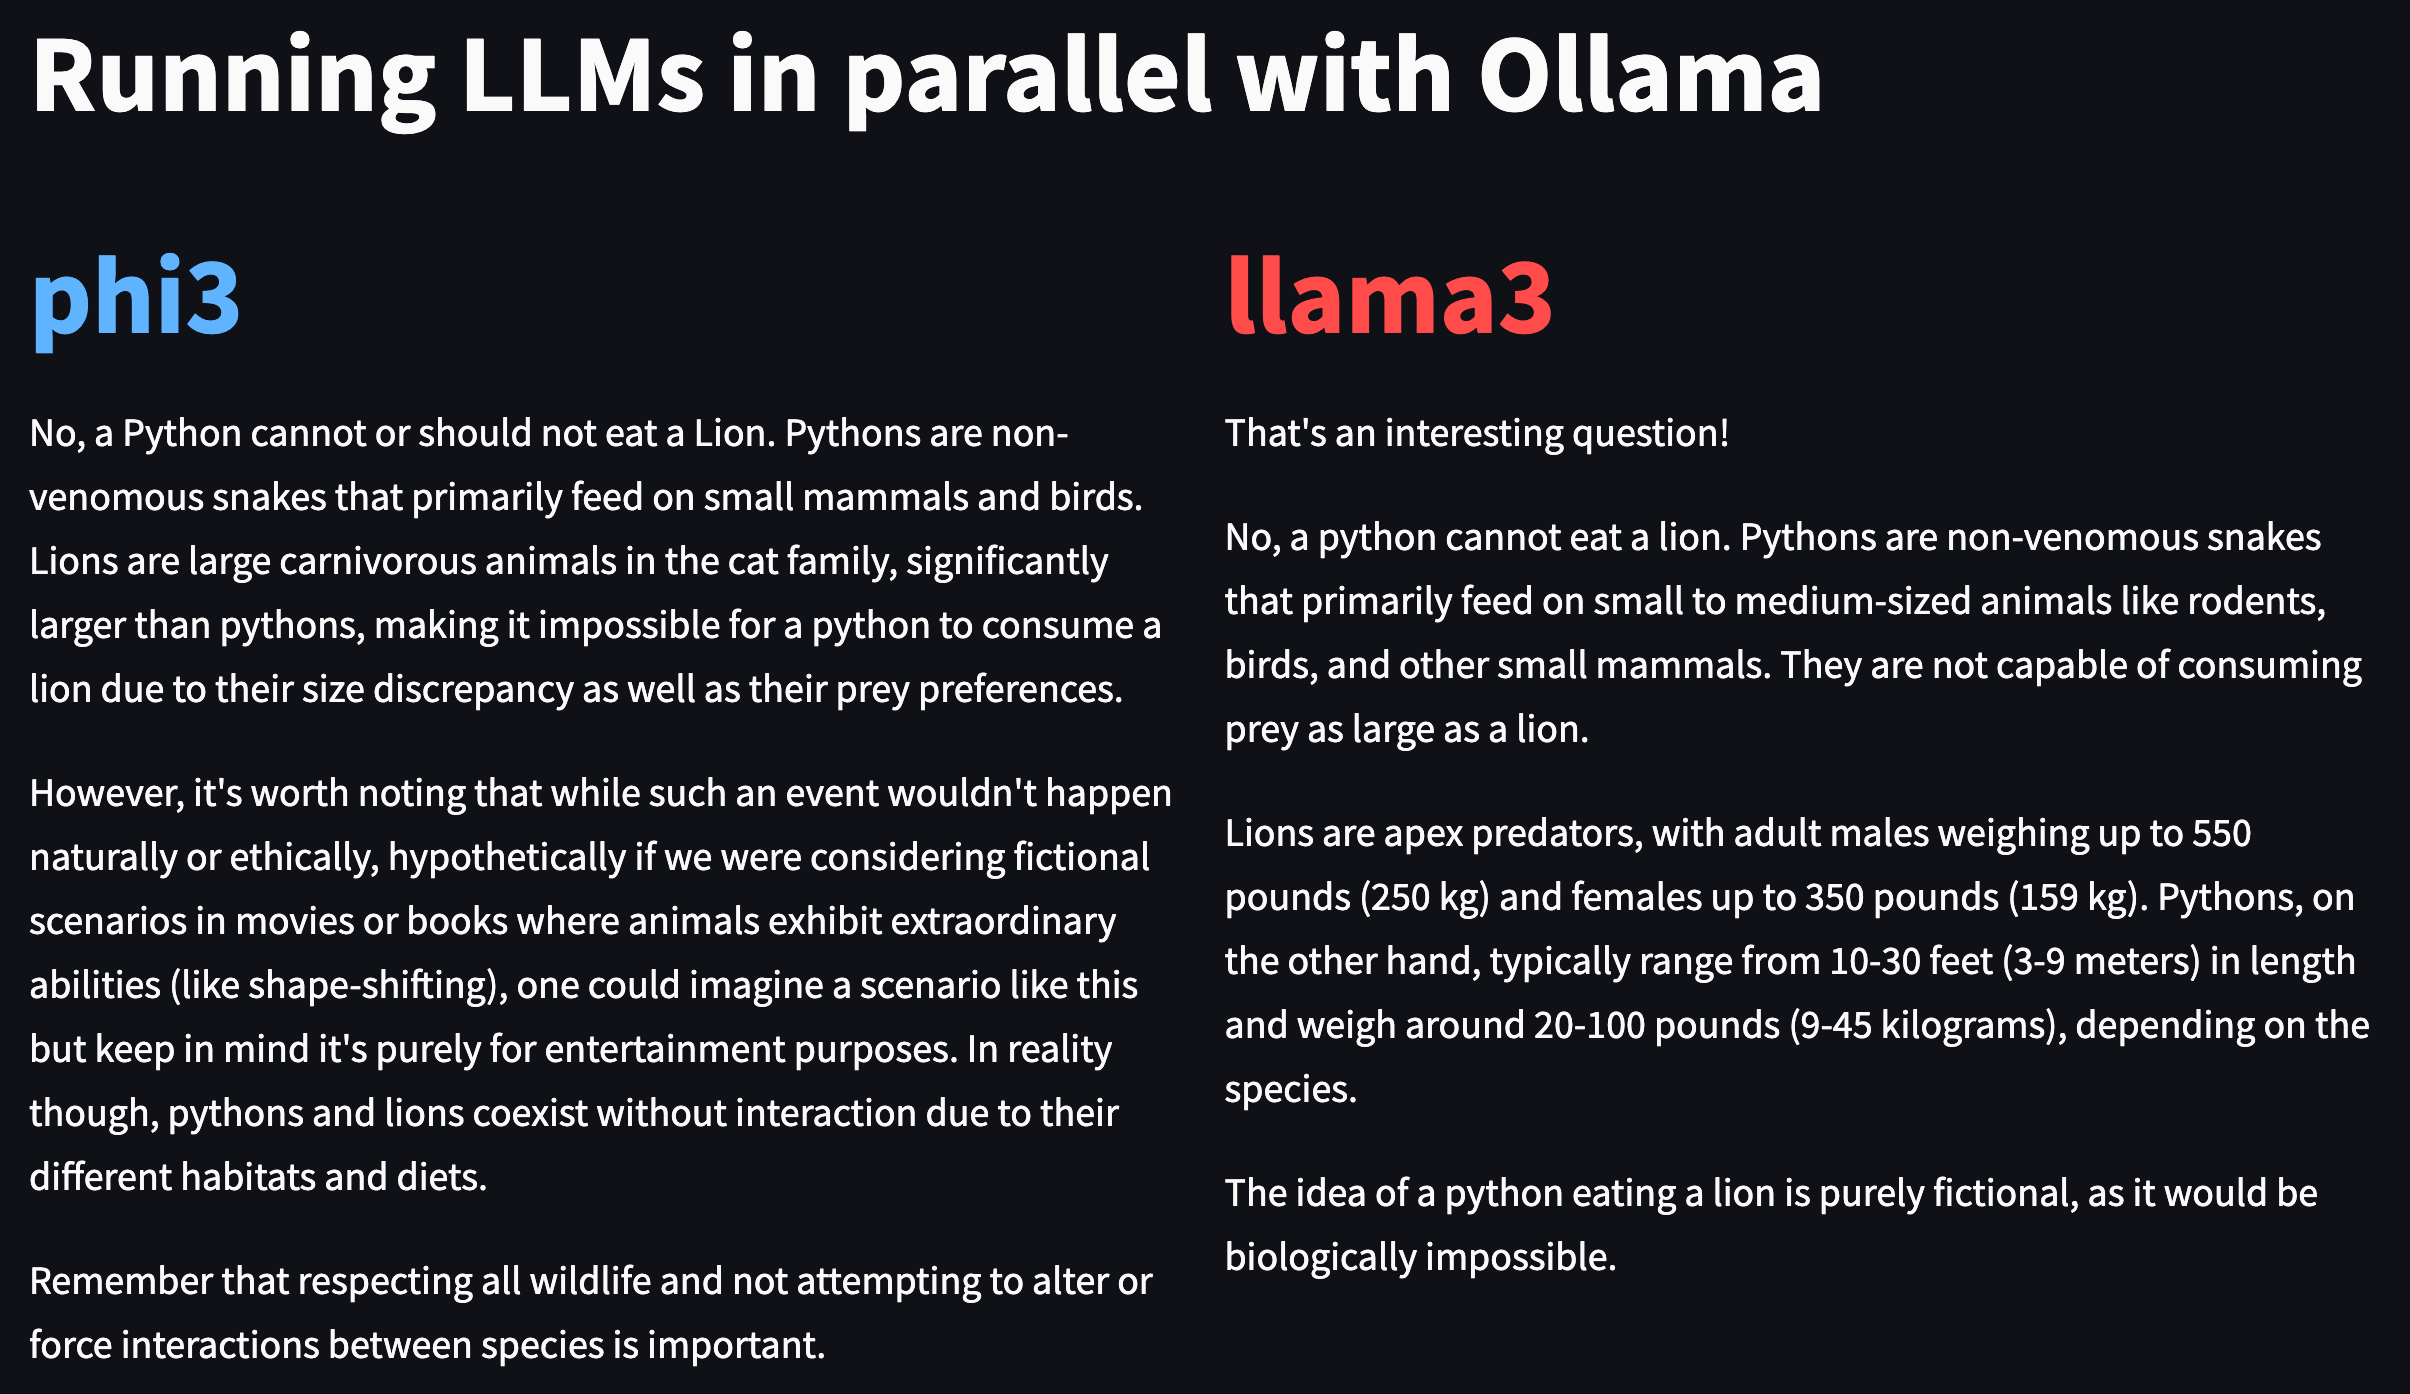 Running LLMs in parallel with Ollama
phi3
No, a Python cannot or should not eat a Lion. Pythons are non-
venomous snakes that primarily feed on small mammals and birds.
Lions are large carnivorous animals in the cat family, significantly
larger than pythons, making it impossible for a python to consume a
lion due to their size discrepancy as well as their prey preferences.
However, it's worth noting that while such an event wouldn't happen
naturally or ethically, hypothetically if we were considering fictional
scenarios in movies or books where animals exhibit extraordinary
abilities (like shape-shifting), one could imagine a scenario like this
but keep in mind it's purely for entertainment purposes. In reality
though, pythons and lions coexist without interaction due to their
different habitats and diets.
Remember that respecting all wildlife and not attempting to alter or
force interactions between species is important.
llama3
That's an interesting question!
No, a python cannot eat a lion. Pythons are non-venomous snakes
that primarily feed on small to medium-sized animals like rodents,
birds, and other small mammals. They are not capable of consuming
prey as large as a lion.
Lions are apex predators, with adult males weighing up to 550
pounds (250 kg) and females up to 350 pounds (159 kg). Pythons, on
the other hand, typically range from 10-30 feet (3-9 meters) in length
and weigh around 20-100 pounds (9-45 kilograms), depending on the
species.
The idea of a python eating a lion is purely fictional, as it would be
biologically impossible.